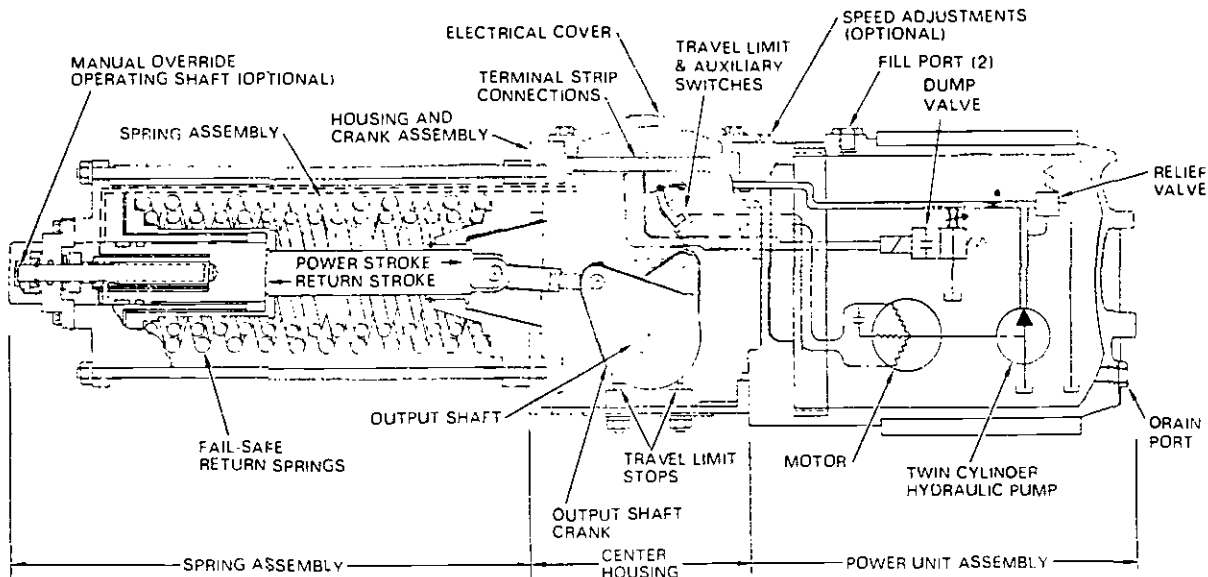 SPEED ADJUSTMENTS
(OPTIONAL)
ELECTRICAL COVER
TRAVEL LIMIT
& AUXILIARY
SWITCHES
FILL PORT (2)
DUMP
VALVE
MANUAL OVERRIDE
OPERATING SHAFT (OPTIONAL)
TERMINAL STRIP
CONNECTIONS
HOUSING AND
CRANK ASSEMBLY
SPRING ASSEMBLY
RELIEF
VALVE
POWER STROKE
RETURN STROKE
OUTPUT SHAFT
FAIL-SAFE
RETURN SPRINGS
TRAVEL LIMIT
STOPS
OUTPUT SHAFT
CRANK
MOTOR
TWIN CYLINDER
HYDRAULIC PUMP
ORAIN
PORT
SPRING ASSEMBLY
CENTER
HOUSING
POWER UNIT ASSEMBLY